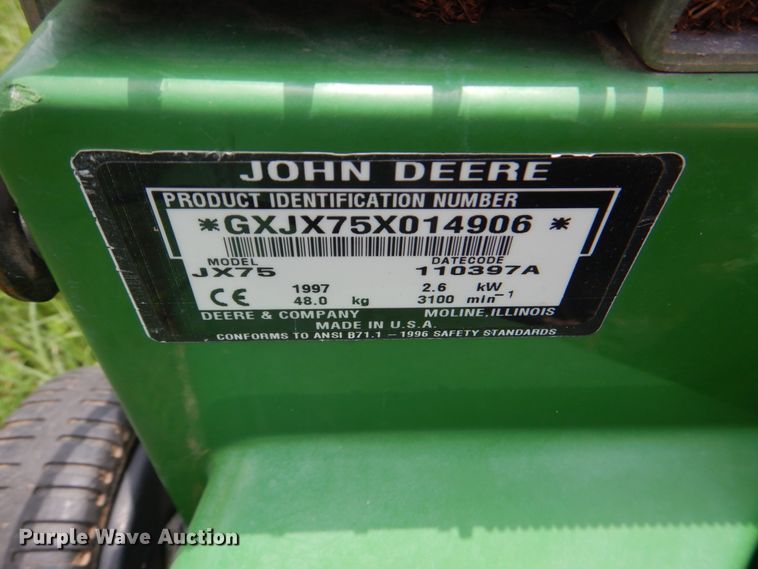 JOHN DEERE
PRODUCT IDENTIFICATION NUMBER
*GXJX75X014906 *
MODEL DATECODE
JX75 110397A
CE 1997 2.6 kW
48.0 kg 3100 min-1
DEERE & COMPANY MOLINE, ILLINOIS
MADE IN U.S.A.
CONFORMS TO ANSI B71.1 - 1996 SAFETY STANDARDS
Purple Wave Auction®